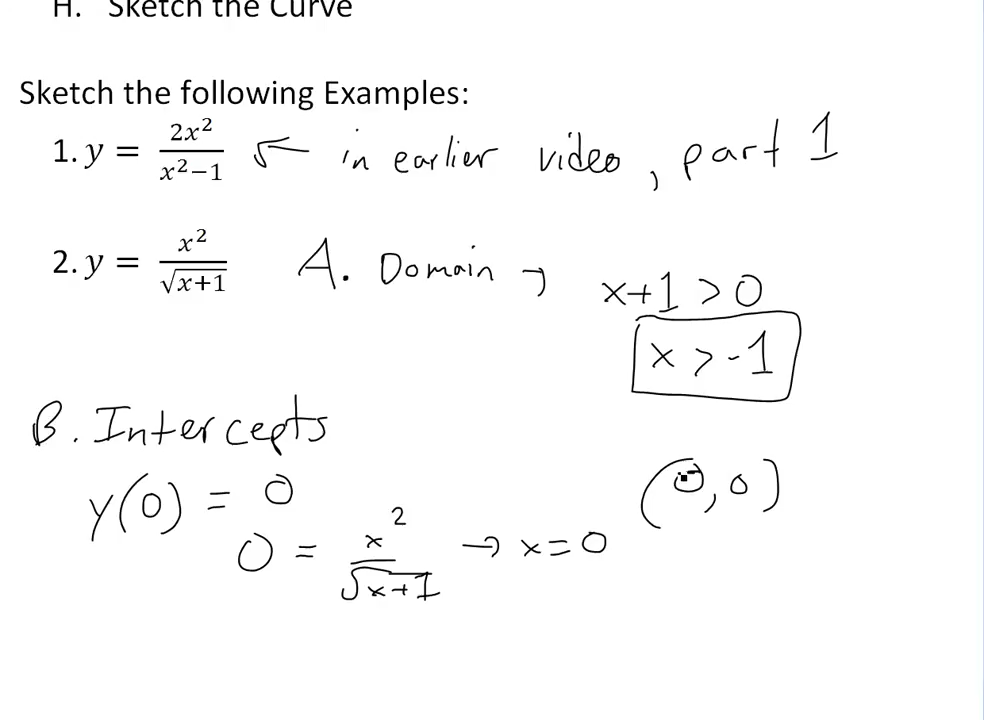 H. Sketch the Curve
Sketch the following Examples:
1. y = 2x²/(x²−1) ← in earlier video, part 1
2. y = x²/√(x+1) A. Domain →
x+1 > 0
x > -1
B. Intercepts
y(0) = 0
(0,0)
0 = x²/√(x+1) → x = 0